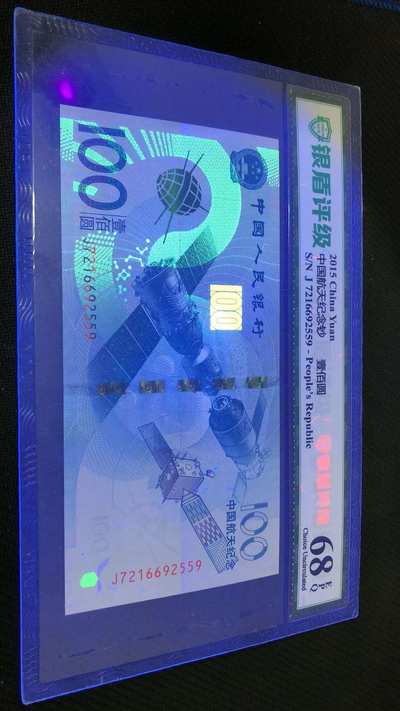 银盾评级
2015 China Yuan
中国航天纪念钞 壹佰圆
S/N J 7216692559 - People's Republic
68
EPQ
Choice Uncirculated
中国人民银行
100
壹佰圆
J7216692559
100
100
中国航天纪念
J7216692559